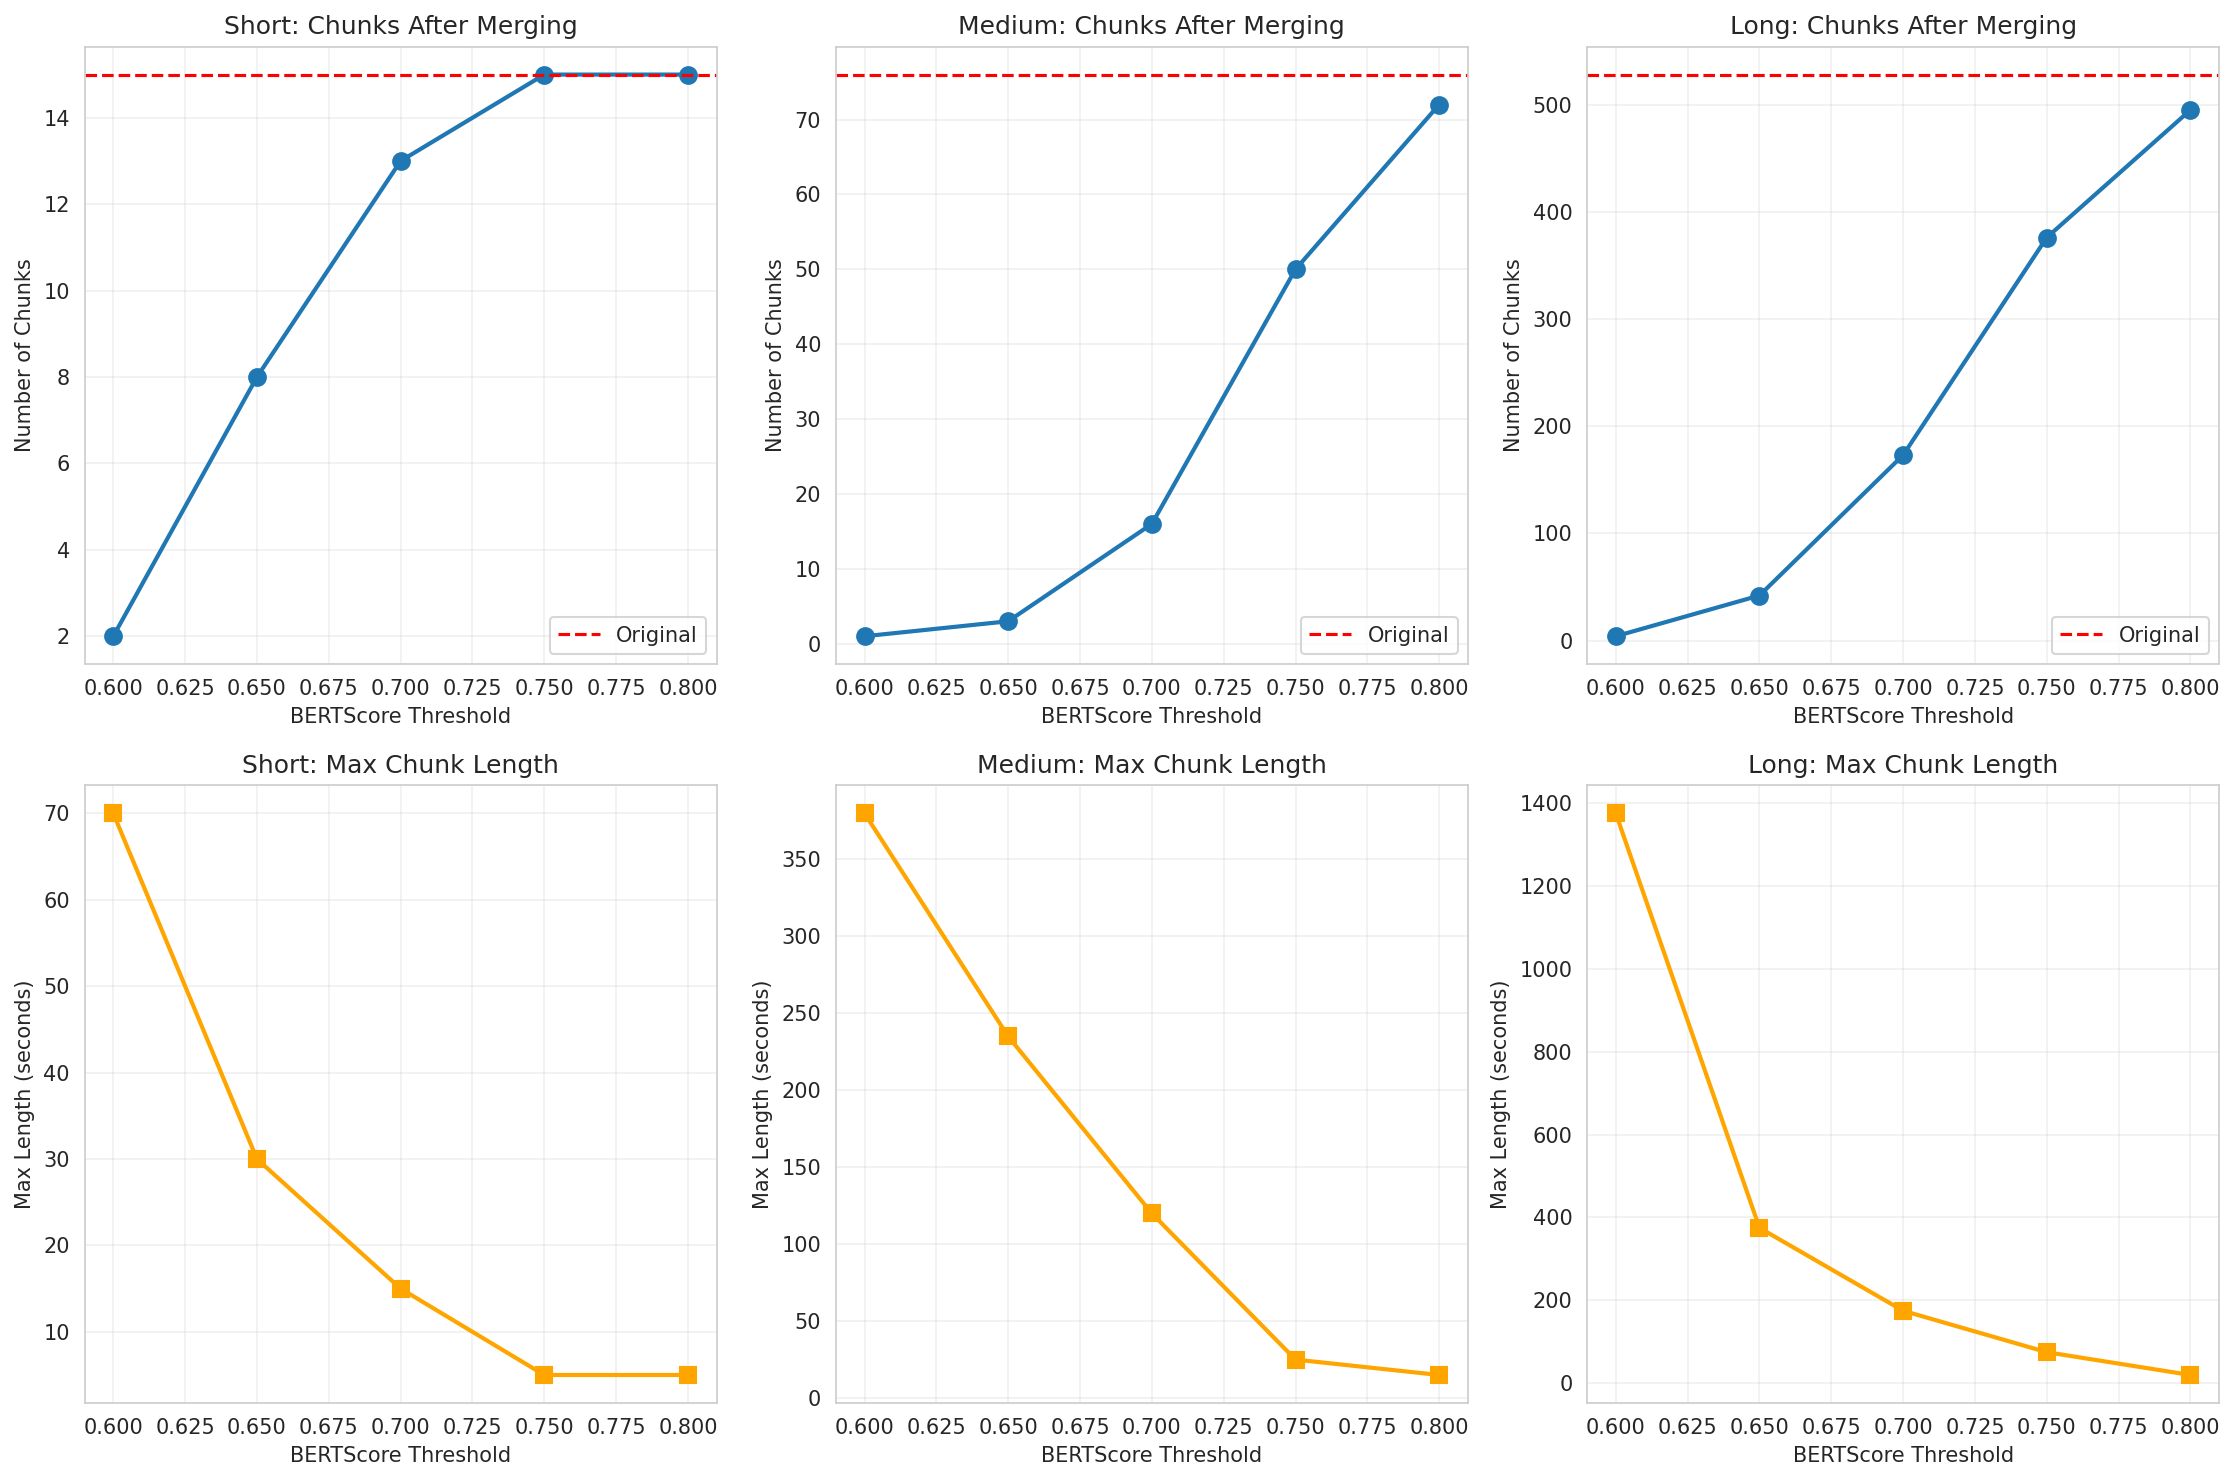 Short: Chunks After Merging
Number of Chunks
14
12
10
8
6
4
2
Original
0.600 0.625 0.650 0.675 0.700 0.725 0.750 0.775 0.800
BERTScore Threshold
Medium: Chunks After Merging
Number of Chunks
70
60
50
40
30
20
10
0
Original
0.600 0.625 0.650 0.675 0.700 0.725 0.750 0.775 0.800
BERTScore Threshold
Long: Chunks After Merging
Number of Chunks
500
400
300
200
100
0
Original
0.600 0.625 0.650 0.675 0.700 0.725 0.750 0.775 0.800
BERTScore Threshold
Short: Max Chunk Length
Max Length (seconds)
70
60
50
40
30
20
10
0.600 0.625 0.650 0.675 0.700 0.725 0.750 0.775 0.800
BERTScore Threshold
Medium: Max Chunk Length
Max Length (seconds)
350
300
250
200
150
100
50
0
0.600 0.625 0.650 0.675 0.700 0.725 0.750 0.775 0.800
BERTScore Threshold
Long: Max Chunk Length
Max Length (seconds)
1400
1200
1000
800
600
400
200
0
0.600 0.625 0.650 0.675 0.700 0.725 0.750 0.775 0.800
BERTScore Threshold